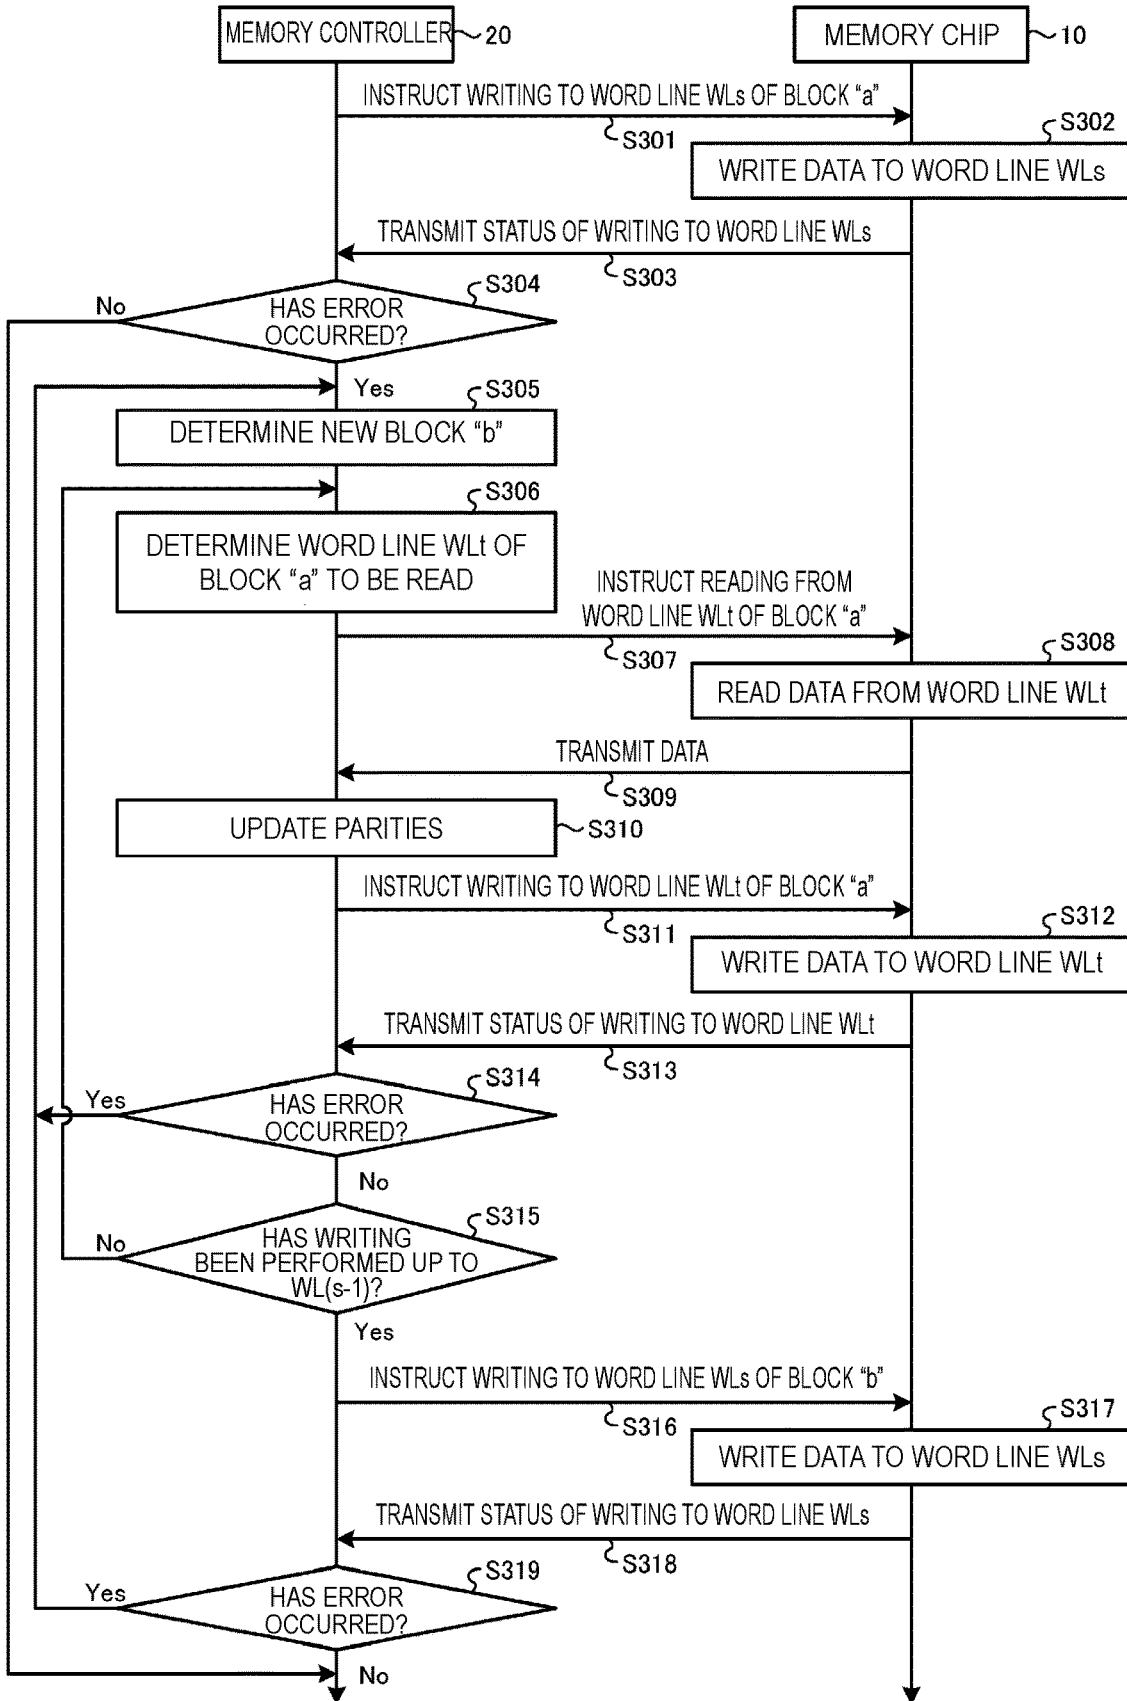 MEMORY CONTROLLER
20
MEMORY CHIP
10
INSTRUCT WRITING TO WORD LINE WLs OF BLOCK “a”
S301
S302
WRITE DATA TO WORD LINE WLs
TRANSMIT STATUS OF WRITING TO WORD LINE WLs
S303
S304
No
HAS ERROR
OCCURRED?
Yes
S305
DETERMINE NEW BLOCK “b”
S306
DETERMINE WORD LINE WLt OF
BLOCK “a” TO BE READ
INSTRUCT READING FROM
WORD LINE WLt OF BLOCK “a”
S307
S308
READ DATA FROM WORD LINE WLt
TRANSMIT DATA
S309
UPDATE PARITIES
S310
INSTRUCT WRITING TO WORD LINE WLt OF BLOCK “a”
S311
S312
WRITE DATA TO WORD LINE WLt
TRANSMIT STATUS OF WRITING TO WORD LINE WLt
S313
S314
Yes
HAS ERROR
OCCURRED?
No
S315
No
HAS WRITING
BEEN PERFORMED UP TO
WL(s-1)?
Yes
INSTRUCT WRITING TO WORD LINE WLs OF BLOCK “b”
S316
S317
WRITE DATA TO WORD LINE WLs
TRANSMIT STATUS OF WRITING TO WORD LINE WLs
S318
S319
Yes
HAS ERROR
OCCURRED?
No